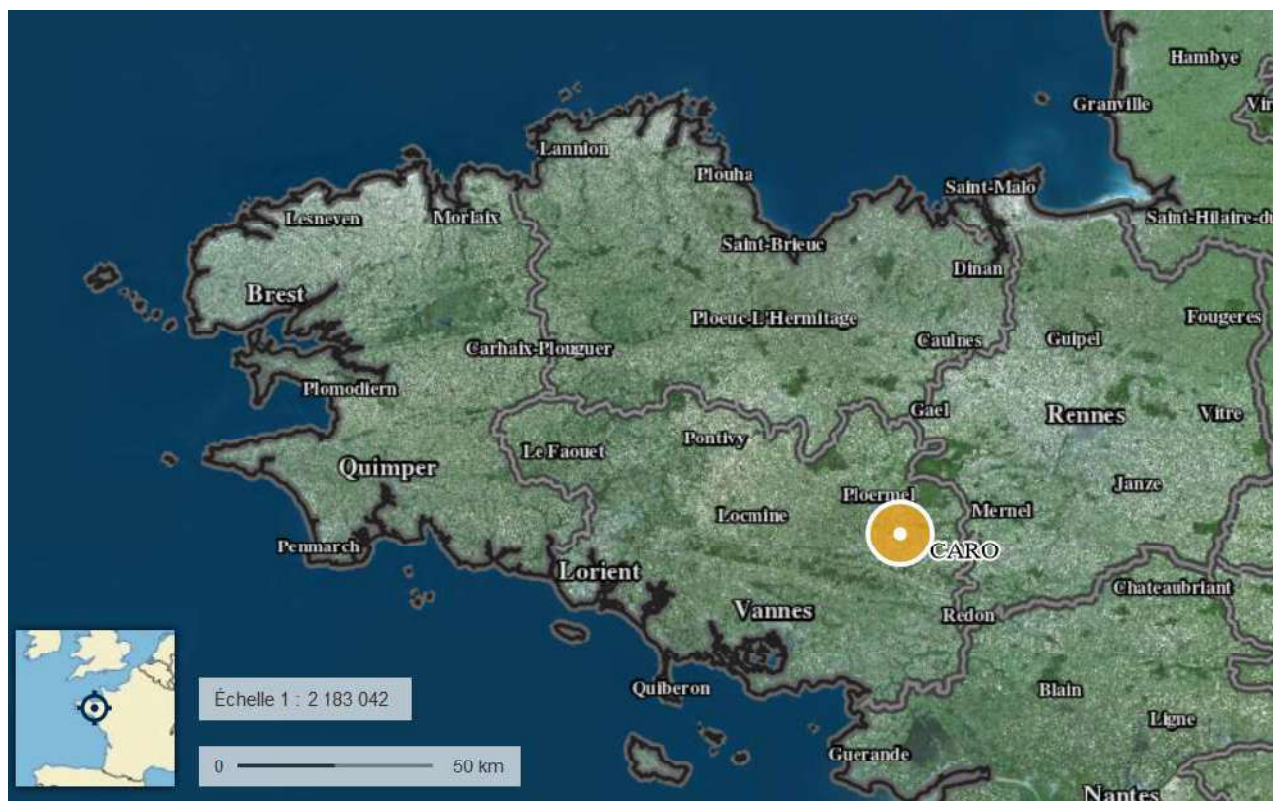 Hambye
Granville
Vir
Lannion
Plouha
Saint-Malo
Lesneven
Morlaix
Saint-Hilaire-du
Saint-Brieuc
Dinan
Brest
Ploeuc-L'Hermitage
Fougeres
Carhaix-Plouguer
Caulnes
Guipel
Plomodiern
Gael
Rennes
Vitre
Pontivy
Le Faouet
Quimper
Janze
Ploermel
Locmine
Mernel
Penmarch
CARO
Lorient
Chateaubriant
Vannes
Redon
Quiberon
Blain
Échelle 1 : 2 183 042
Ligne
Guerande
0 50 km
Nantes